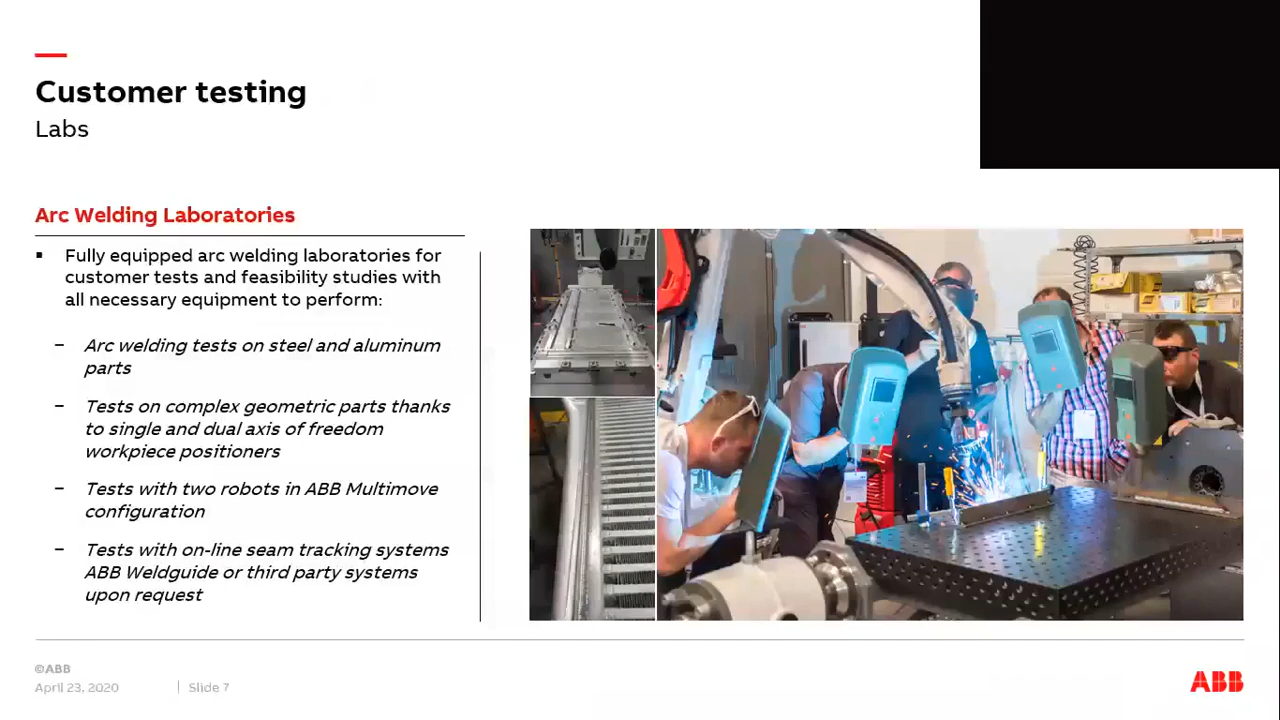 Customer testing
Labs
Arc Welding Laboratories
▪ Fully equipped arc welding laboratories for
customer tests and feasibility studies with
all necessary equipment to perform:
– Arc welding tests on steel and aluminum
parts
– Tests on complex geometric parts thanks
to single and dual axis of freedom
workpiece positioners
– Tests with two robots in ABB Multimove
configuration
– Tests with on-line seam tracking systems
ABB Weldguide or third party systems
upon request
©ABB
April 23, 2020 | Slide 7
ABB